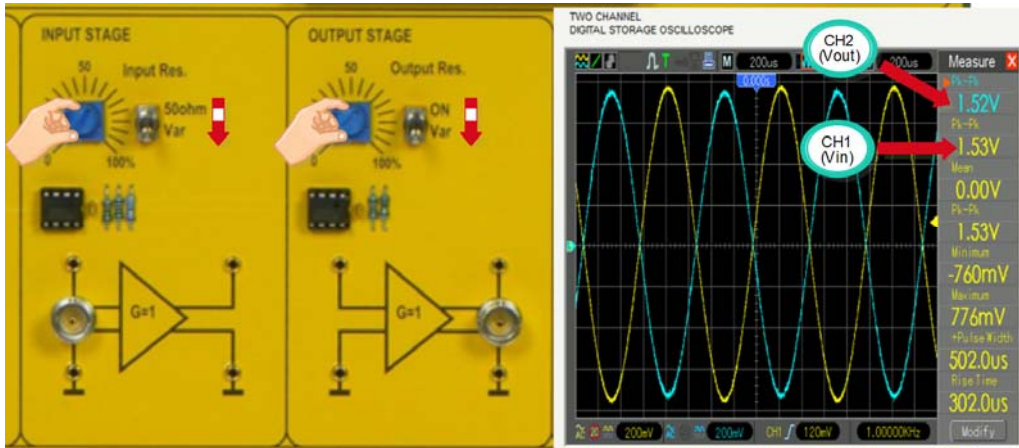 INPUT STAGE
50
Input Res.
50ohm
Var
0
100%
G=1
OUTPUT STAGE
50
Output Res.
ON
Var
0
100%
G=1
TWO CHANNEL
DIGITAL STORAGE OSCILLOSCOPE
M 200us
200us
0.000s
CH2
(Vout)
CH1
(Vin)
Measure X
Pk-Pk
1.52V
Pk-Pk
1.53V
Mean
0.00V
Pk-Pk
1.53V
Minimum
-760mV
Maximum
776mV
+Pulse Width
502.0us
Rise Time
302.0us
Modify
20 200mV
200mV
CH1 120mV
1.00000KHz